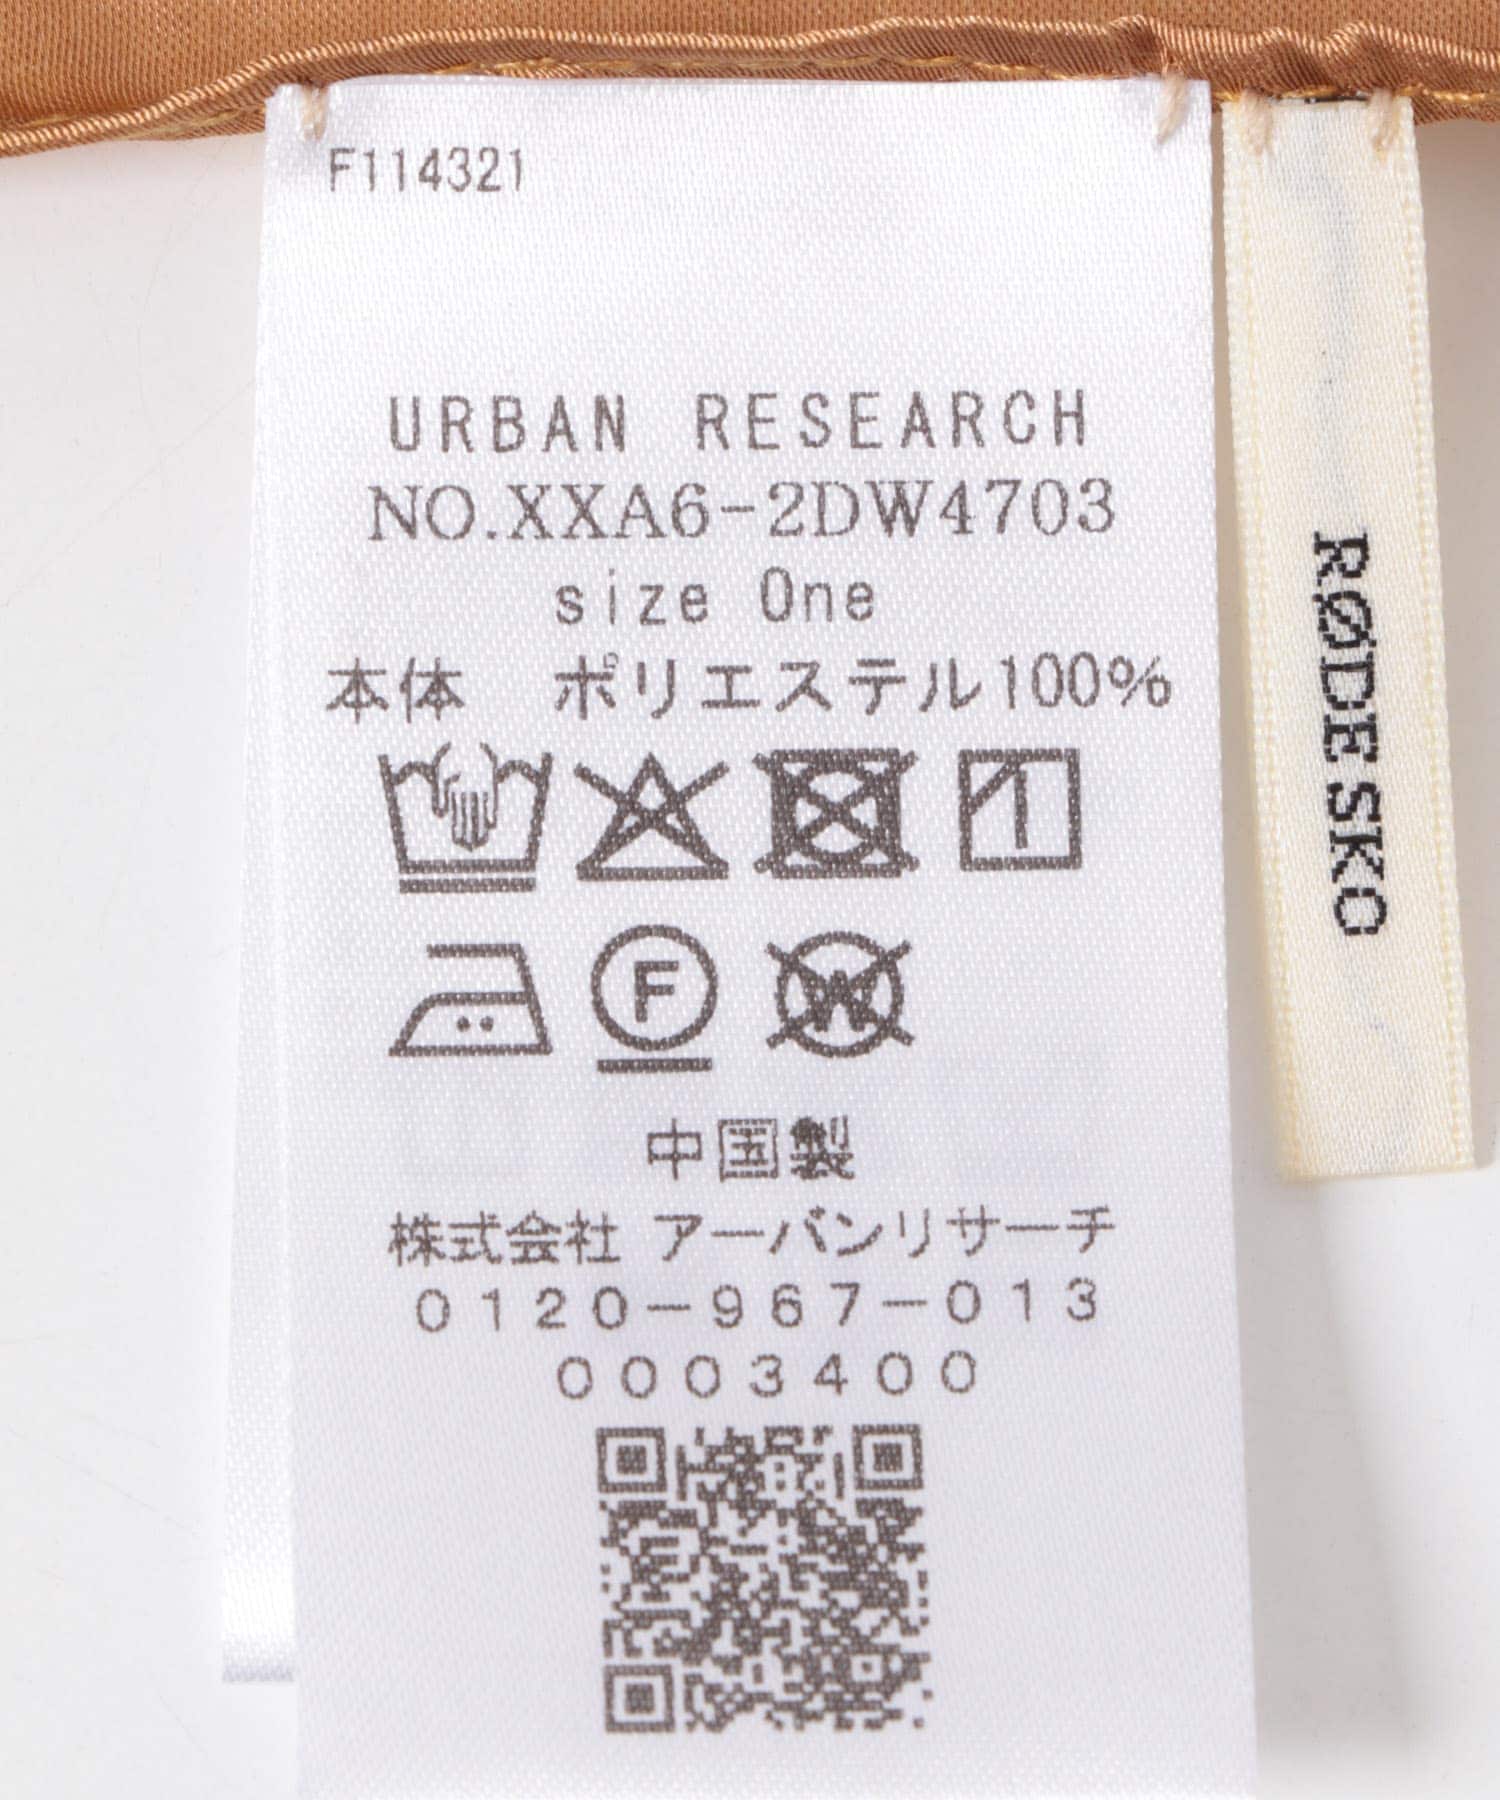 F114321
URBAN RESEARCH
NO.XXA6-2DW4703
size One
本体　ポリエステル100%
F
W
中国製
株式会社 アーバンリサーチ
0120-967-013
0003400
RØDE SKO